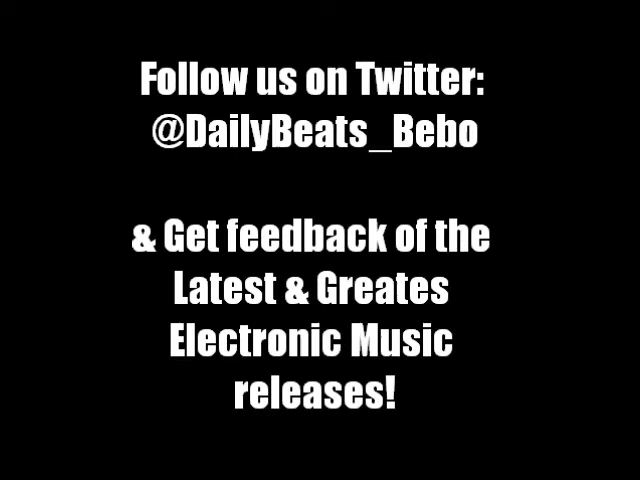 Follow us on Twitter:
@DailyBeats_Bebo
& Get feedback of the
Latest & Greates
Electronic Music
releases!